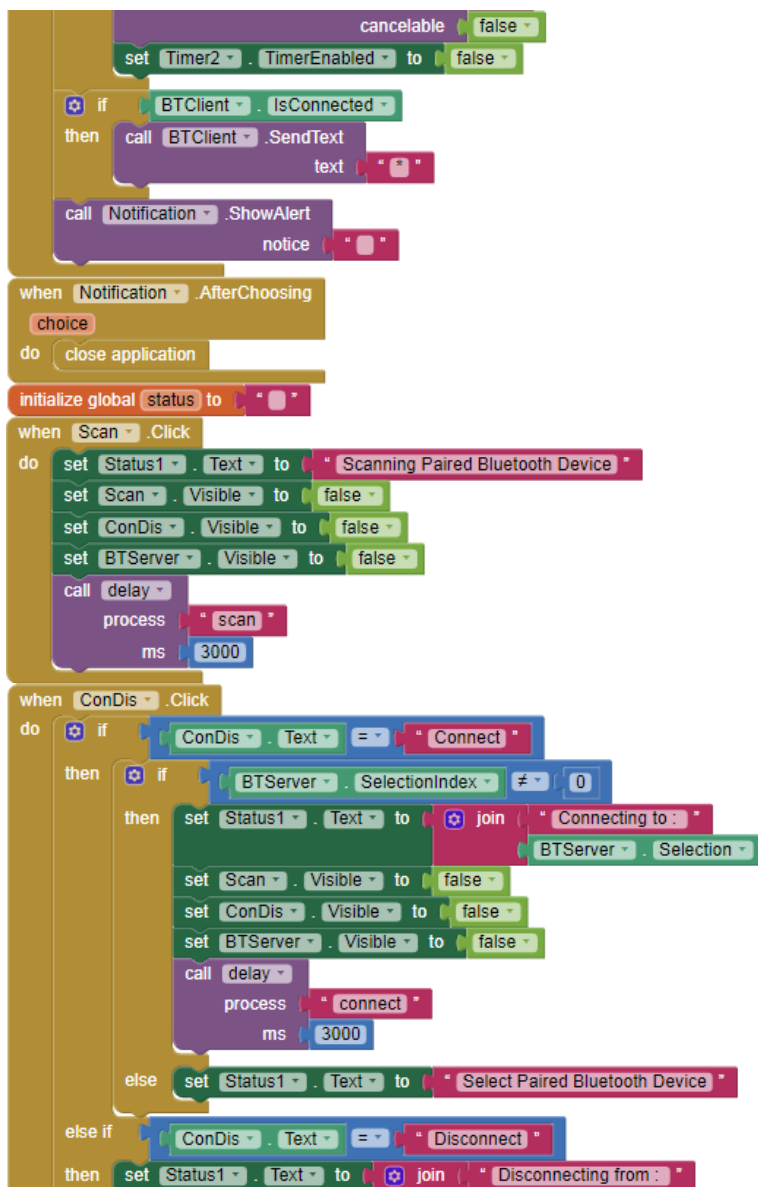 cancelable false
set Timer2 . TimerEnabled to false
if BTClient . IsConnected
then call BTClient .SendText
text " * "
call Notification .ShowAlert
notice " "
when Notification .AfterChoosing
choice
do close application
initialize global status to " "
when Scan .Click
do set Status1 . Text to " Scanning Paired Bluetooth Device "
set Scan . Visible to false
set ConDis . Visible to false
set BTServer . Visible to false
call delay
process " scan "
ms 3000
when ConDis .Click
do if ConDis . Text = " Connect "
then if BTServer . SelectionIndex ≠ 0
then set Status1 . Text to join " Connecting to : "
BTServer . Selection
set Scan . Visible to false
set ConDis . Visible to false
set BTServer . Visible to false
call delay
process " connect "
ms 3000
else set Status1 . Text to " Select Paired Bluetooth Device "
else if ConDis . Text = " Disconnect "
then set Status1 . Text to join " Disconnecting from : "